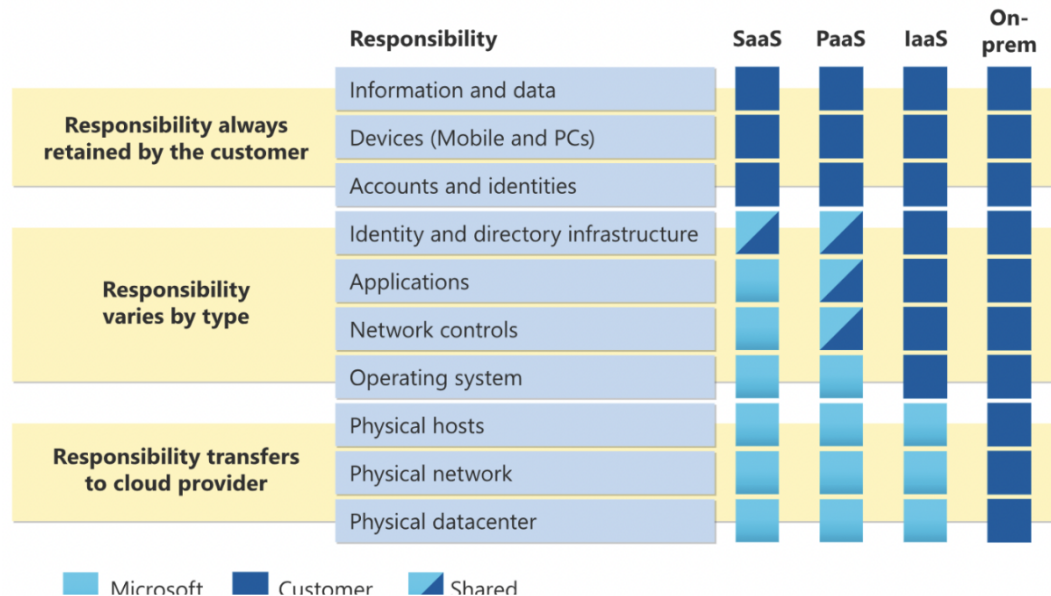 Responsibility
SaaS
PaaS
IaaS
On-
prem
Responsibility always
retained by the customer
Information and data
Devices (Mobile and PCs)
Accounts and identities
Responsibility
varies by type
Identity and directory infrastructure
Applications
Network controls
Operating system
Responsibility transfers
to cloud provider
Physical hosts
Physical network
Physical datacenter
Microsoft
Customer
Shared